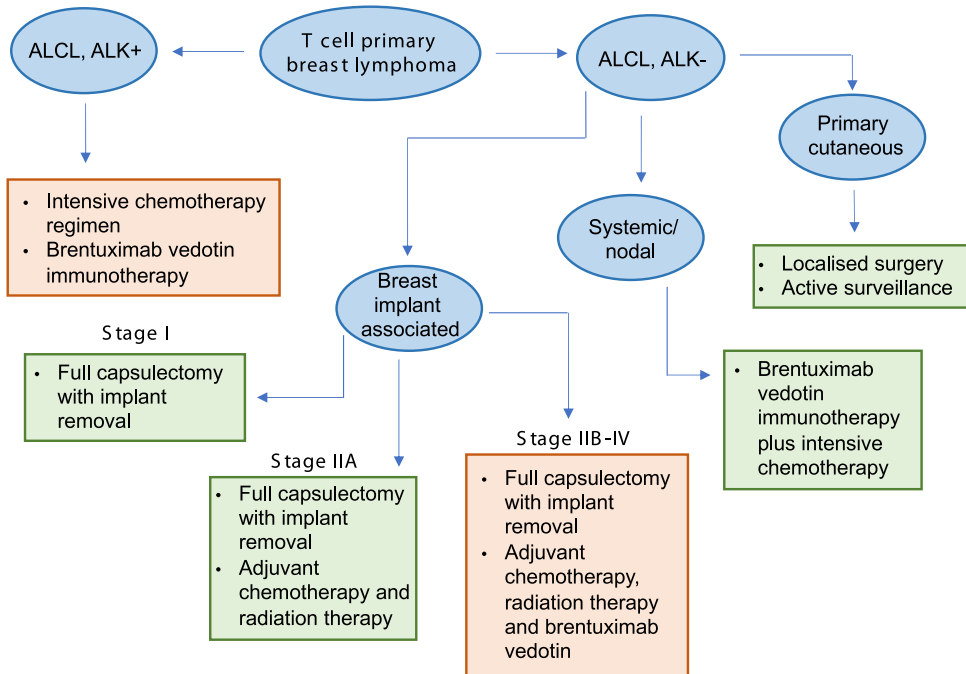 T cell primary
breast lymphoma
ALCL, ALK+
ALCL, ALK-
Primary
cutaneous
• Intensive chemotherapy
regimen
• Brentuximab vedotin
immunotherapy
Systemic/
nodal
• Localised surgery
• Active surveillance
Breast
implant
associated
Stage I
• Full capsulectomy
with implant
removal
• Brentuximab
vedotin
immunotherapy
plus intensive
chemotherapy
Stage IIA
• Full capsulectomy
with implant
removal
• Adjuvant
chemotherapy and
radiation therapy
Stage IIB-IV
• Full capsulectomy
with implant
removal
• Adjuvant
chemotherapy,
radiation therapy
and brentuximab
vedotin